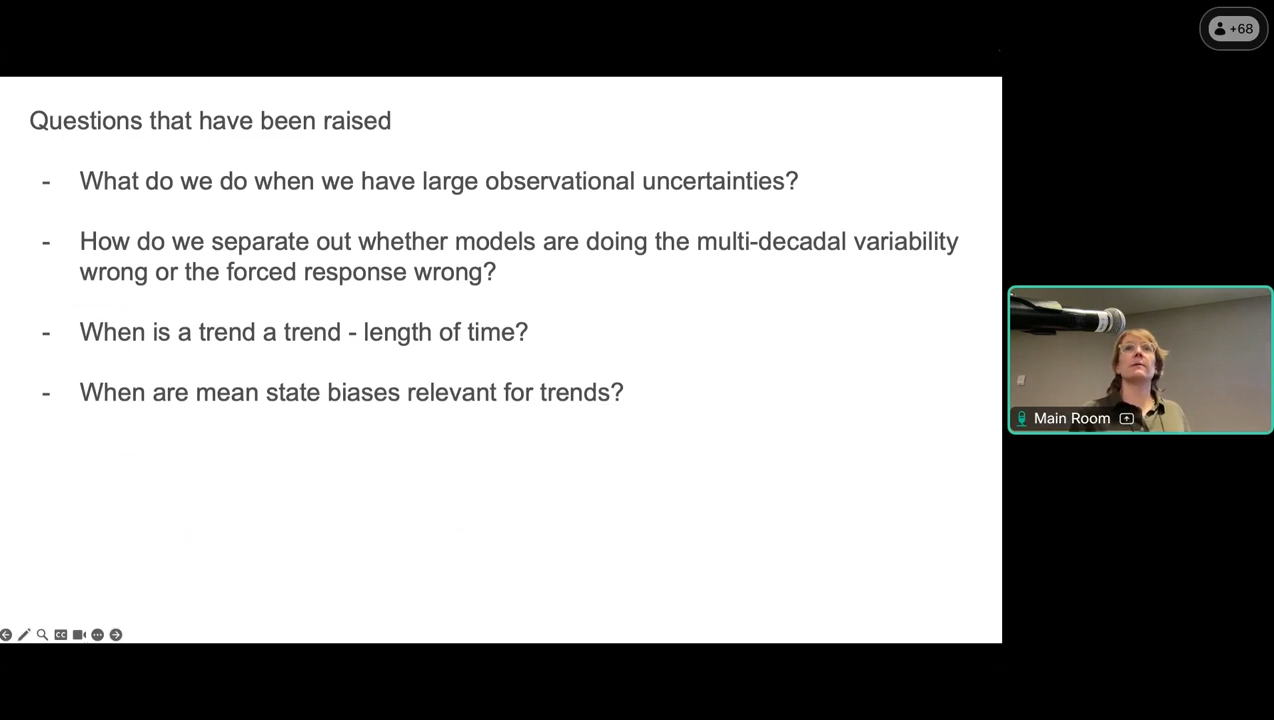 +68
Questions that have been raised
- What do we do when we have large observational uncertainties?
- How do we separate out whether models are doing the multi-decadal variability
wrong or the forced response wrong?
- When is a trend a trend - length of time?
- When are mean state biases relevant for trends?
Main Room
CC